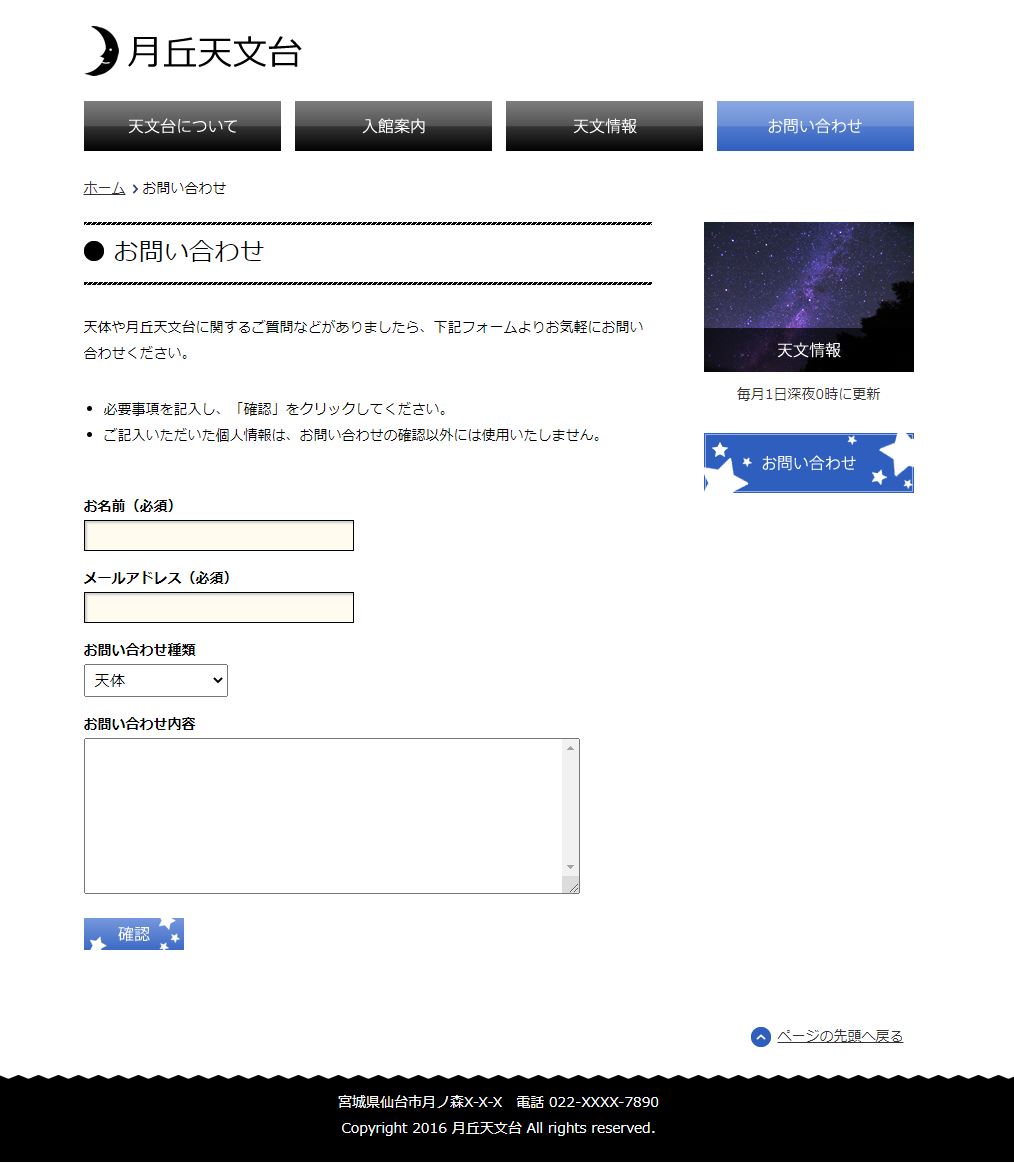 月丘天文台
天文台について
入館案内
天文情報
お問い合わせ
ホーム
お問い合わせ
お問い合わせ
天体や月丘天文台に関するご質問などがありましたら、下記フォームよりお気軽にお問い
合わせください。
必要事項を記入し、「確認」をクリックしてください。
ご記入いただいた個人情報は、お問い合わせの確認以外には使用いたしません。
お名前（必須）
メールアドレス（必須）
お問い合わせ種類
天体
お問い合わせ内容
確認
天文情報
毎月1日深夜0時に更新
お問い合わせ
ページの先頭へ戻る
宮城県仙台市月ノ森X-X-X　電話 022-XXXX-7890
Copyright 2016 月丘天文台 All rights reserved.